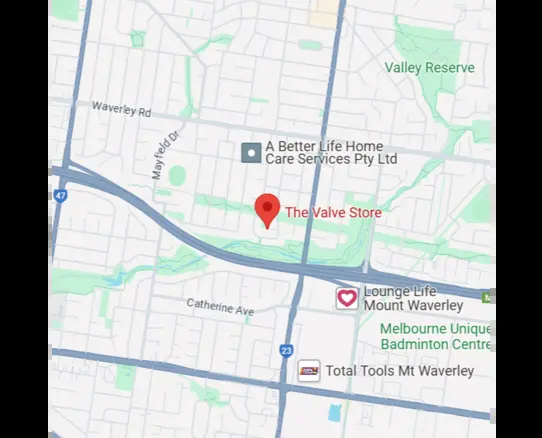 Valley Reserve
Waverley Rd
Mayfield Dr
A Better Life Home
Care Services Pty Ltd
47
The Valve Store
Lounge Life
Mount Waverley
M
Catherine Ave
Melbourne Unique
Badminton Centre
23
Total Tools Mt Waverley